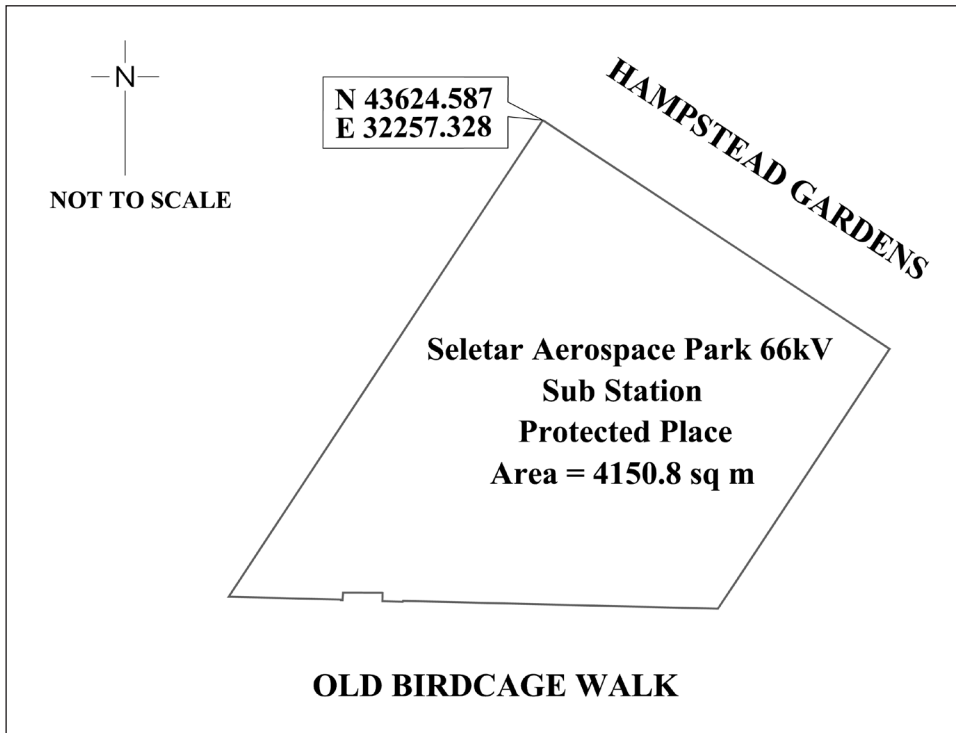 N
NOT TO SCALE
N 43624.587
E 32257.328
HAMPSTEAD GARDENS
Seletar Aerospace Park 66kV
Sub Station
Protected Place
Area = 4150.8 sq m
OLD BIRDCAGE WALK